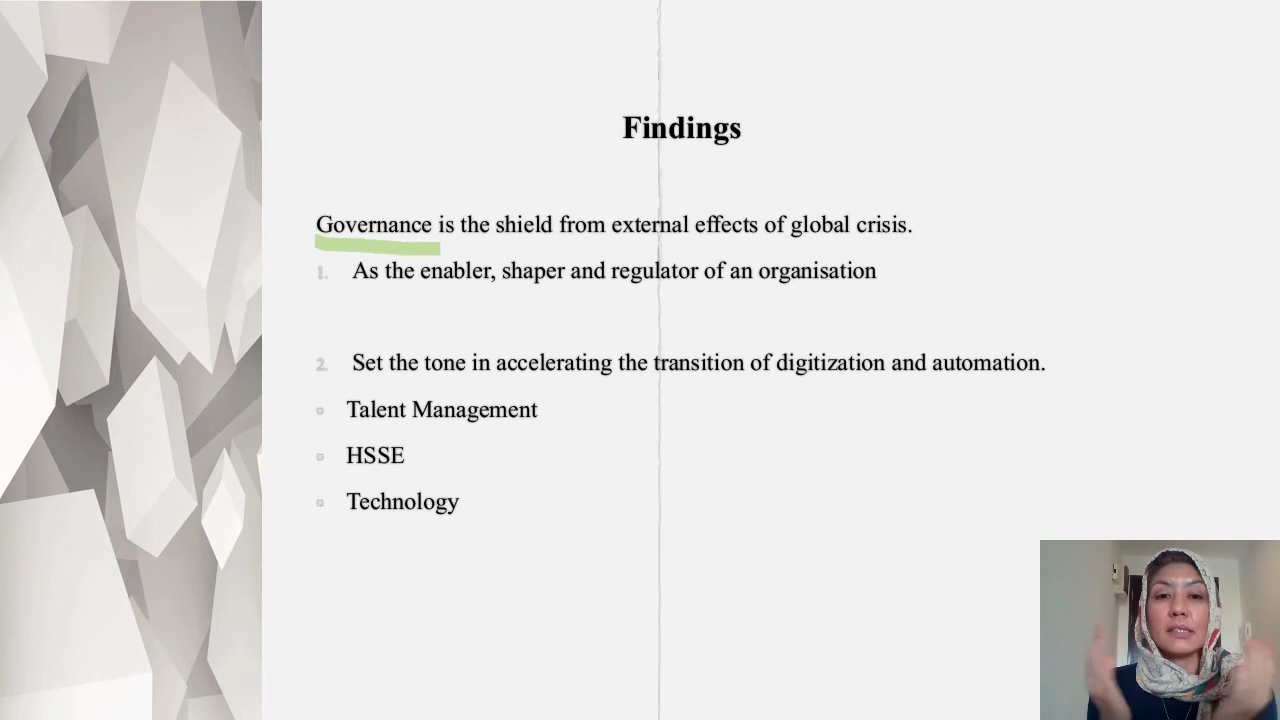 Findings
Governance is the shield from external effects of global crisis.
1. As the enabler, shaper and regulator of an organisation
2. Set the tone in accelerating the transition of digitization and automation.
Talent Management
HSSE
Technology